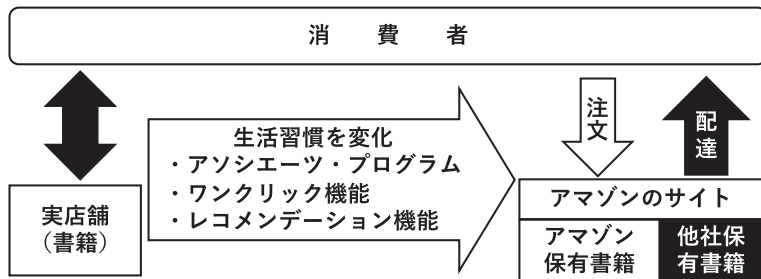 消費者
注文
配達
生活習慣を変化
・アソシエーツ・プログラム
・ワンクリック機能
・レコメンデーション機能
実店舗
（書籍）
アマゾンのサイト
アマゾン
保有書籍
他社保
有書籍